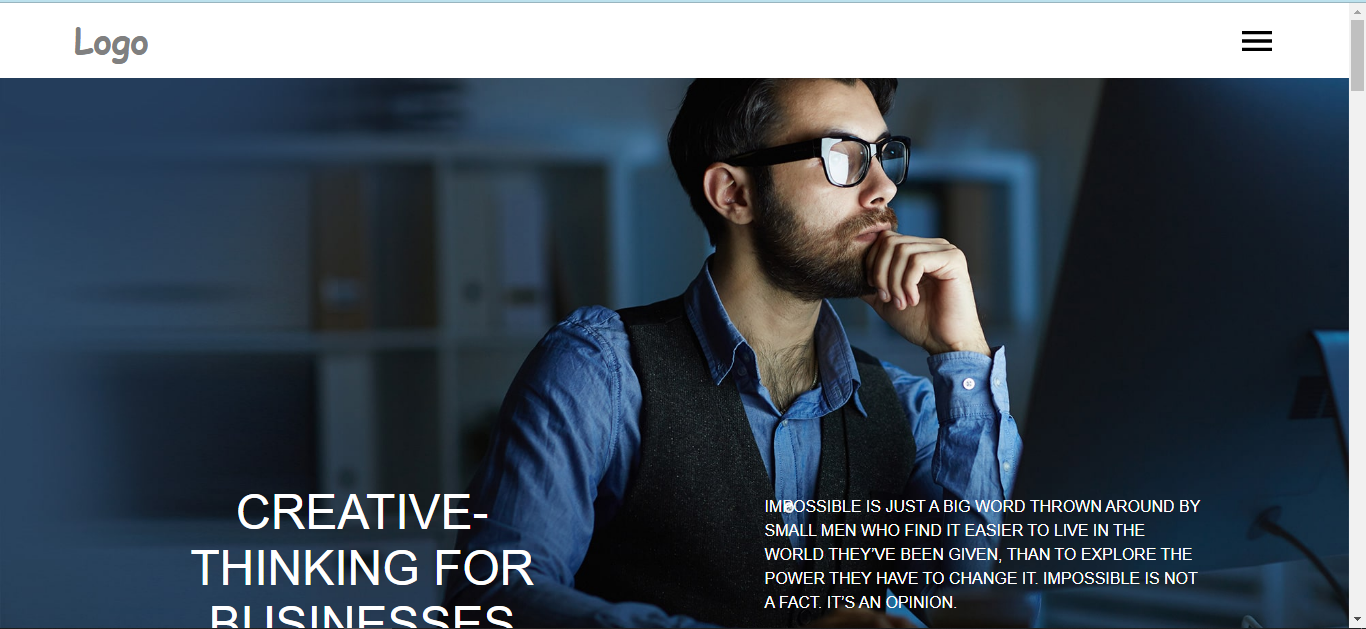 Logo
CREATIVE-
THINKING FOR
BUSINESSES
IMPOSSIBLE IS JUST A BIG WORD THROWN AROUND BY
SMALL MEN WHO FIND IT EASIER TO LIVE IN THE
WORLD THEY'VE BEEN GIVEN, THAN TO EXPLORE THE
POWER THEY HAVE TO CHANGE IT. IMPOSSIBLE IS NOT
A FACT. IT'S AN OPINION.